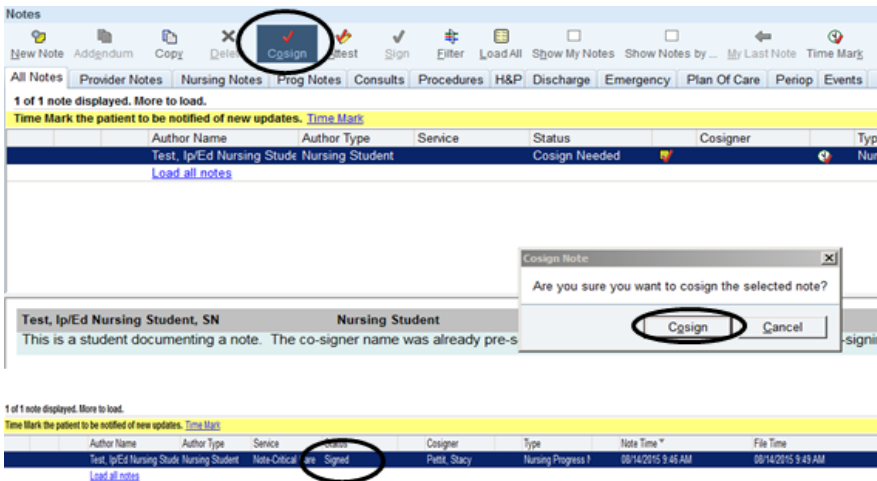 Notes
New Note Addendum Copy Cosign Sign Filter Load All Show My Notes Show Notes by ... My Last Note Time Mark
All Notes Provider Notes Nursing Notes Prog Notes Consults Procedures H&P Discharge Emergency Plan Of Care Periop Events
1 of 1 note displayed. More to load.
Time Mark the patient to be notified of new updates. Time Mark
Author Name Author Type Service Status Cosigner Typ
Test, Ip/Ed Nursing Stude Nursing Student Cosign Needed Nur
Load all notes
Cosign Note
Are you sure you want to cosign the selected note?
Cosign Cancel
Test, Ip/Ed Nursing Student, SN Nursing Student
This is a student documenting a note. The co-signer name was already pre-s -signi
1 of 1 note displayed. More to load.
Time Mark the patient to be notified of new updates. Time Mark
Author Name Author Type Service Status Cosigner Type Note Time File Time
Test, Ip/Ed Nursing Stude Nursing Student Note-Critical Signed Pettit, Stacy Nursing Progress 08/14/2015 9:46 AM 08/14/2015 9:49 AM
Load all notes